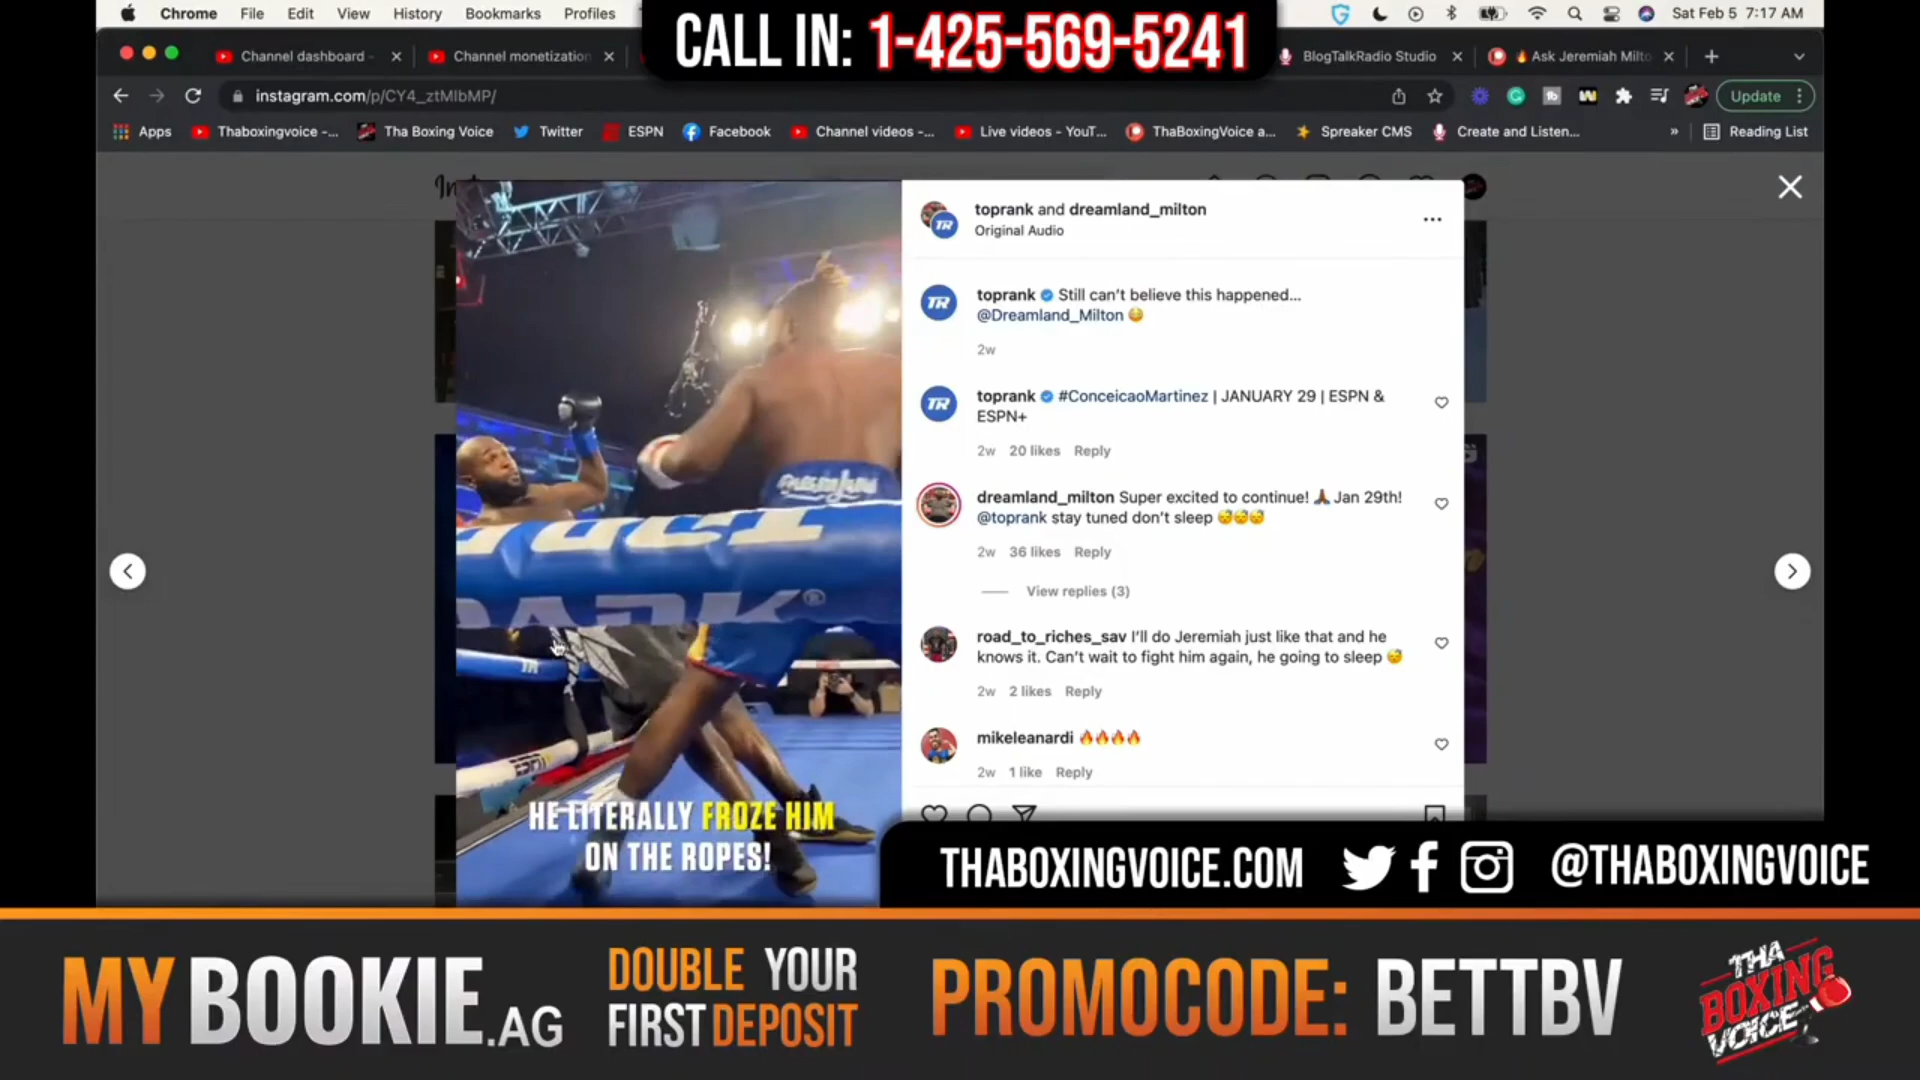 Chrome File Edit View History Bookmarks Profiles
CALL IN: 1-425-569-5241
Sat Feb 5 7:17 AM
Channel dashboard -
Channel monetization
BlogTalkRadio Studio
🔥 Ask Jeremiah Milto
instagram.com/p/CY4_ztMIbMP/
Update
Apps
Thaboxingvoice -...
Tha Boxing Voice
Twitter
ESPN
Facebook
Channel videos -...
Live videos - YouT...
ThaBoxingVoice a...
Spreaker CMS
Create and Listen...
»
Reading List
toprank and dreamland_milton
Original Audio
TR
toprank Still can't believe this happened...
@Dreamland_Milton 😳
2w
TR
toprank #ConceicaoMartinez | JANUARY 29 | ESPN &
ESPN+
2w 20 likes Reply
dreamland_milton Super excited to continue! 🙏🏾 Jan 29th!
@toprank stay tuned don't sleep 😴😴😴
2w 36 likes Reply
View replies (3)
road_to_riches_sav I'll do Jeremiah just like that and he
knows it. Can't wait to fight him again, he going to sleep 😴
2w 2 likes Reply
mikeleanardi 🔥🔥🔥🔥
2w 1 like Reply
HE LITERALLY FROZE HIM
ON THE ROPES!
THABOXINGVOICE.COM
@THABOXINGVOICE
MYBOOKIE.AG
DOUBLE YOUR
FIRST DEPOSIT
PROMOCODE: BETTBV
THA
BOXING
VOICE